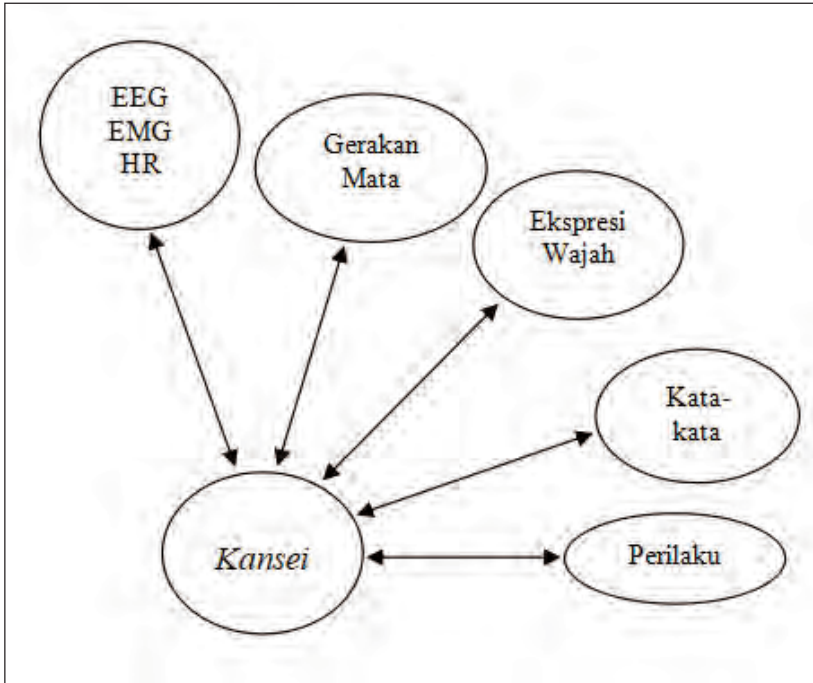 EEG
EMG
HR
Gerakan
Mata
Ekspresi
Wajah
Kata-
kata
Kansei
Perilaku